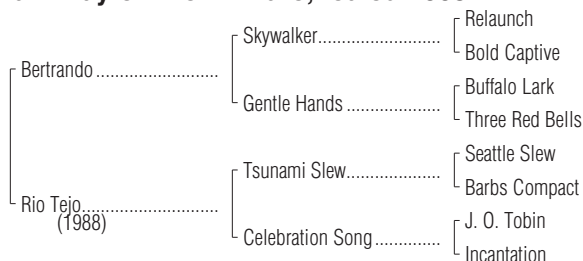 Relaunch
Skywalker
Bold Captive
Bertrando
Buffalo Lark
Gentle Hands
Three Red Bells
Seattle Slew
Tsunami Slew
Barbs Compact
Rio Tejo
(1988)
J. O. Tobin
Celebration Song
Incantation